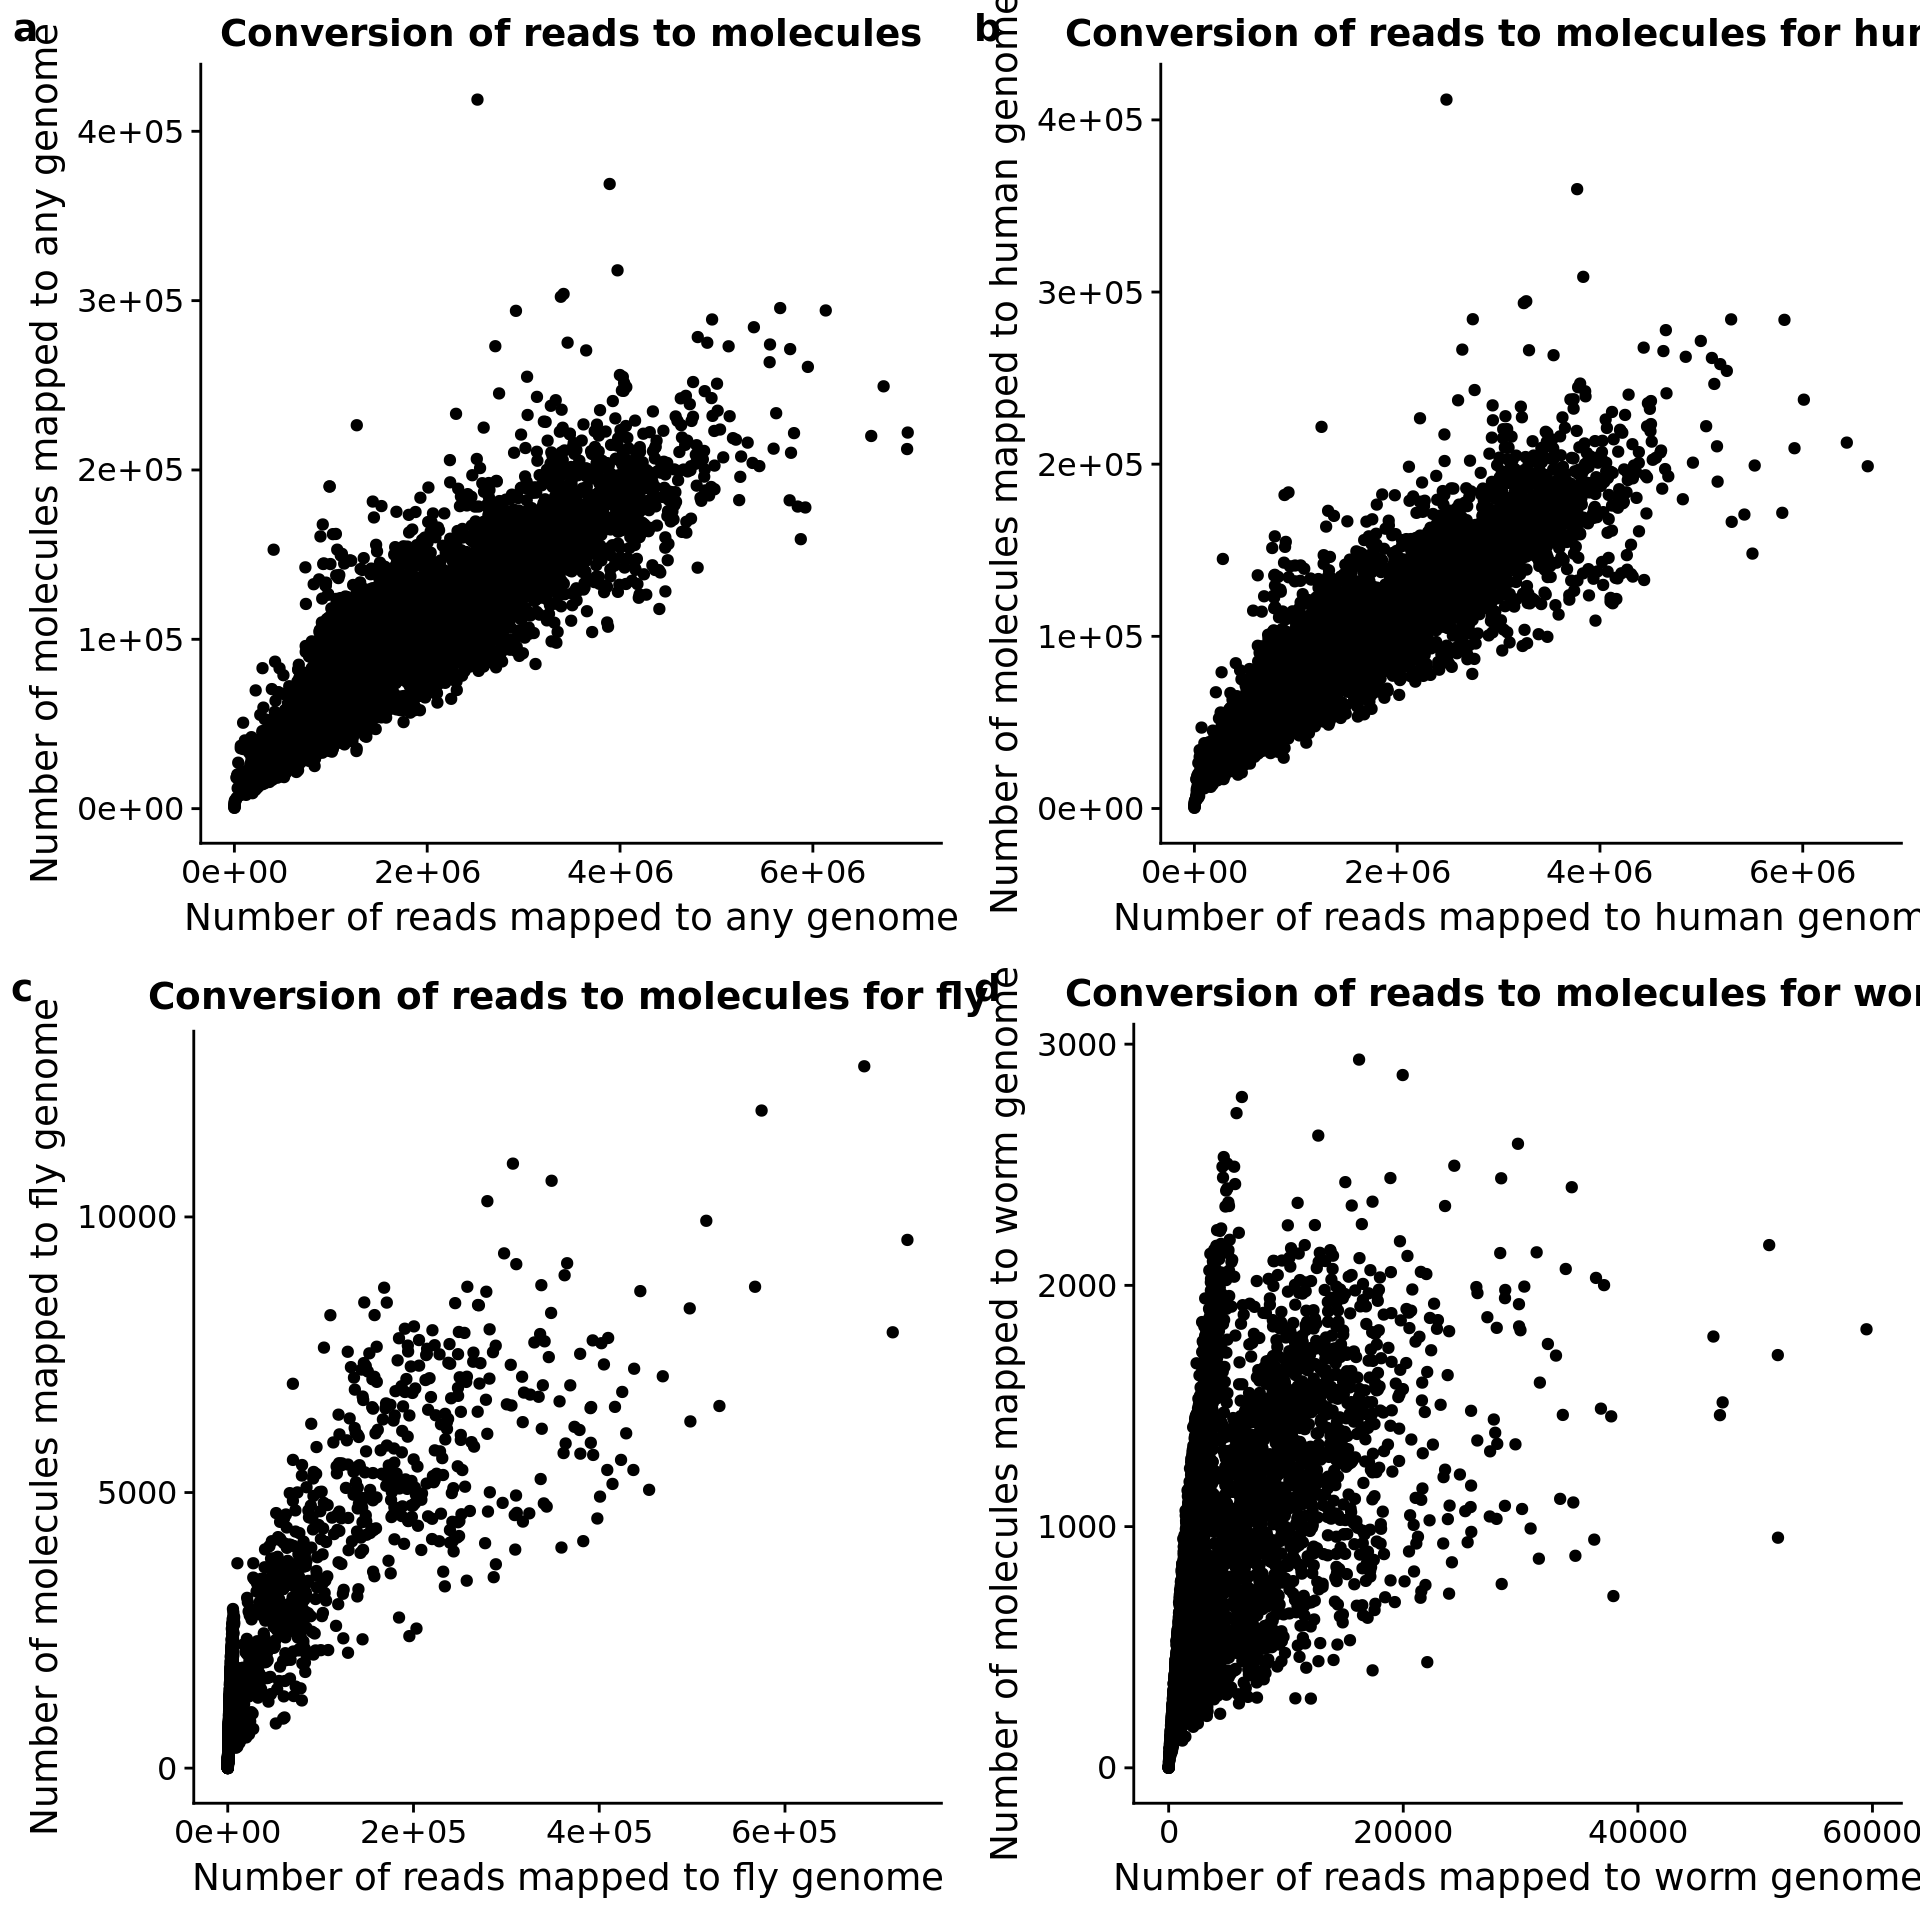 a
Conversion of reads to molecules
Number of molecules mapped to any genome
4e+05
3e+05
2e+05
1e+05
0e+00
0e+00 2e+06 4e+06 6e+06
Number of reads mapped to any genome
b
Conversion of reads to molecules for
Number of molecules mapped to human genome
4e+05
3e+05
2e+05
1e+05
0e+00
0e+00 2e+06 4e+06 6e+06
Number of reads mapped to human
c
Conversion of reads to molecules for fly
Number of molecules mapped to fly genome
10000
5000
0
0e+00 2e+05 4e+05 6e+05
Number of reads mapped to fly genome
d
Conversion of reads to molecules for
Number of molecules mapped to worm genome
3000
2000
1000
0
0 20000 40000 60000
Number of reads mapped to worm genome